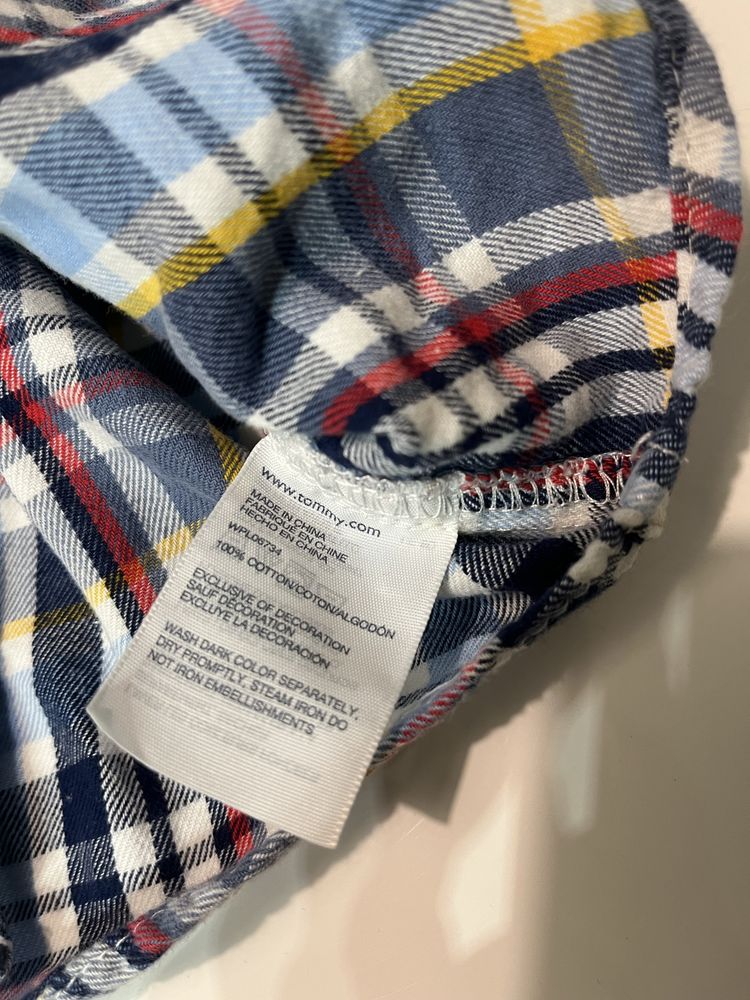 www.tommy.com
MADE IN CHINA
FABRIQUÉ EN CHINE
HECHO EN CHINA
WPL06734
100% COTTON/COTON/ALGODÓN
EXCLUSIVE OF DECORATION
SAUF DÉCORATION
EXCLUYE LA DECORACIÓN
WASH DARK COLOR SEPARATELY,
DRY PROMPTLY. STEAM IRON DO
NOT IRON EMBELLISHMENTS